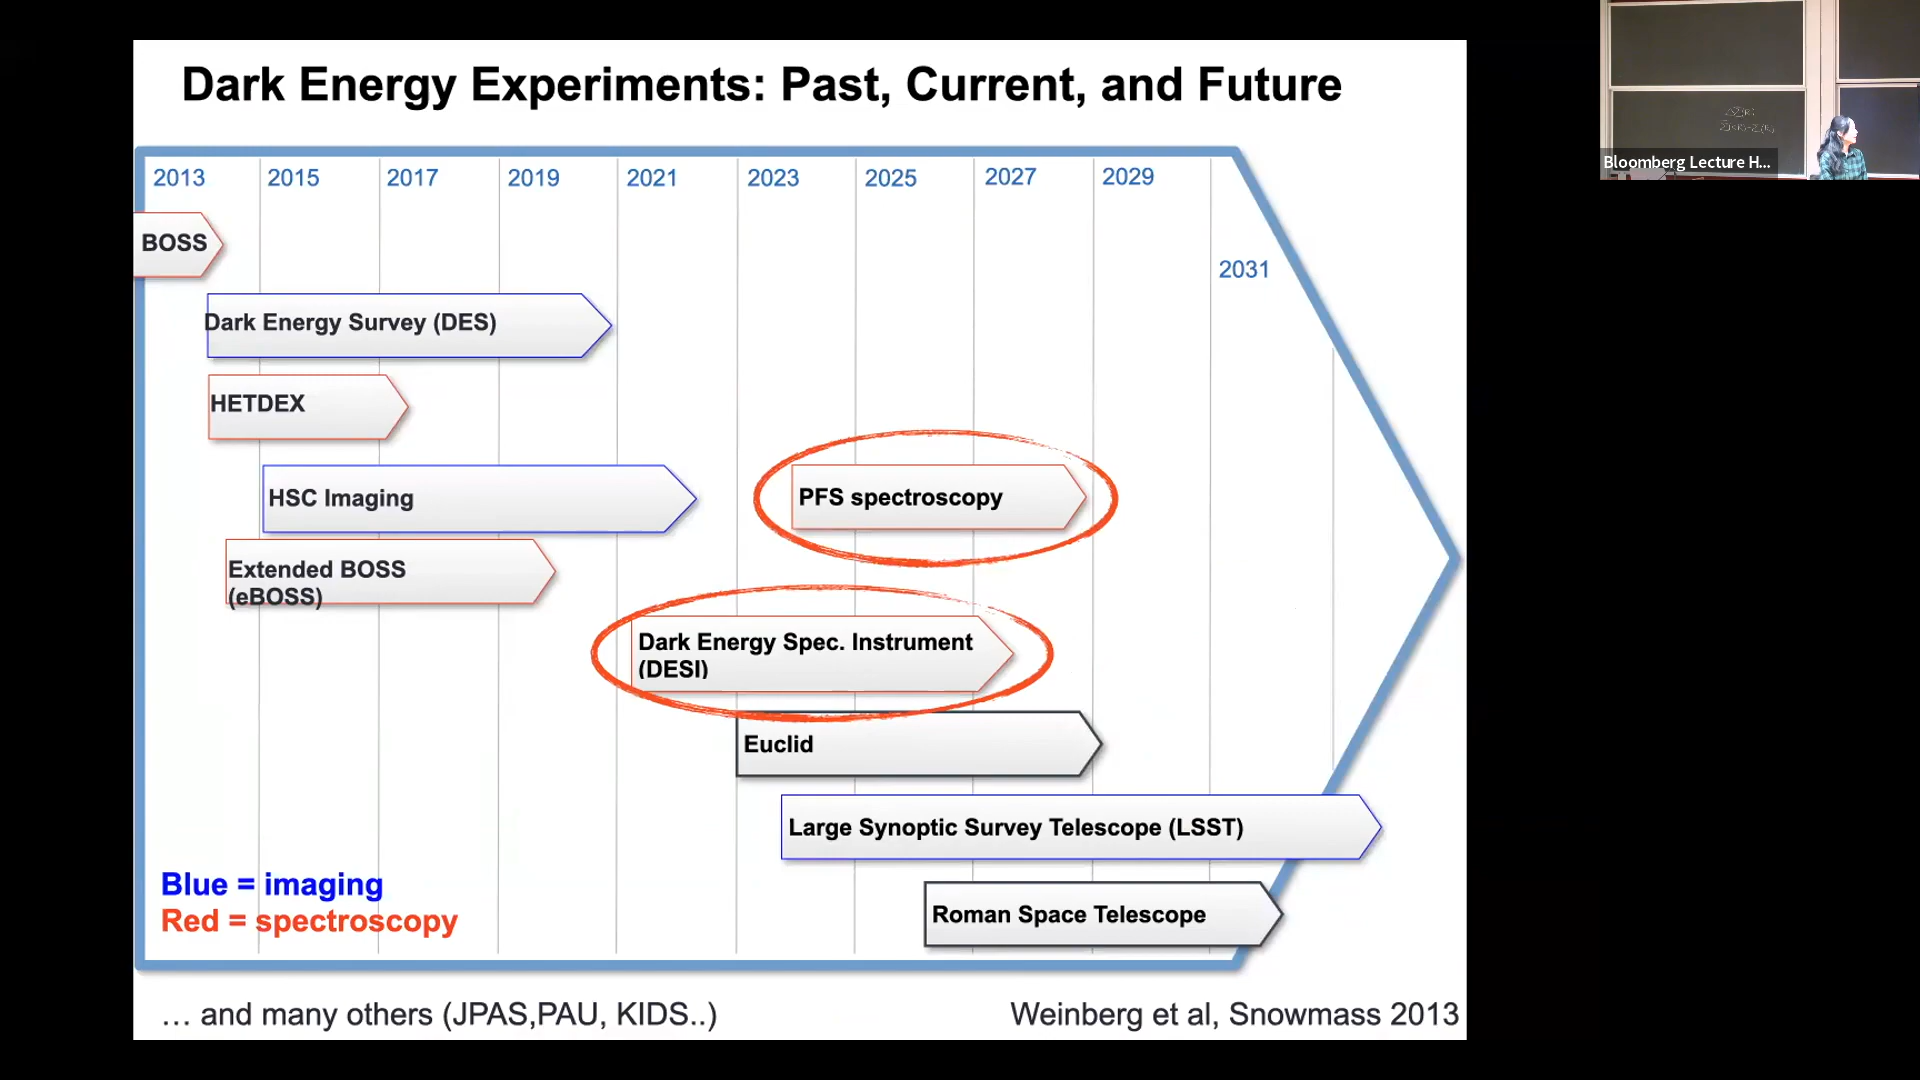 Dark Energy Experiments: Past, Current, and Future
2013 2015 2017 2019 2021 2023 2025 2027 2029
2031
BOSS
Dark Energy Survey (DES)
HETDEX
HSC Imaging
PFS spectroscopy
Extended BOSS
(eBOSS)
Dark Energy Spec. Instrument
(DESI)
Euclid
Large Synoptic Survey Telescope (LSST)
Roman Space Telescope
Blue = imaging
Red = spectroscopy
… and many others (JPAS,PAU, KIDS..)
Weinberg et al, Snowmass 2013
Bloomberg Lecture H...